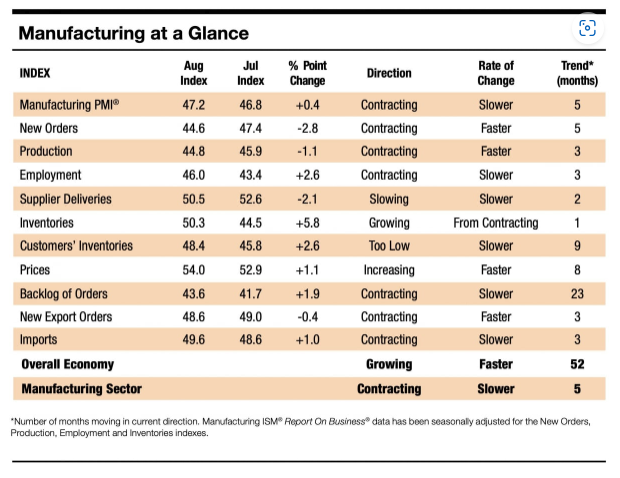 Manufacturing at a Glance
INDEX Aug Index Jul Index % Point Change Direction Rate of Change Trend* (months)
Manufacturing PMI® 47.2 46.8 +0.4 Contracting Slower 5
New Orders 44.6 47.4 -2.8 Contracting Faster 5
Production 44.8 45.9 -1.1 Contracting Faster 3
Employment 46.0 43.4 +2.6 Contracting Slower 3
Supplier Deliveries 50.5 52.6 -2.1 Slowing Slower 2
Inventories 50.3 44.5 +5.8 Growing From Contracting 1
Customers' Inventories 48.4 45.8 +2.6 Too Low Slower 9
Prices 54.0 52.9 +1.1 Increasing Faster 8
Backlog of Orders 43.6 41.7 +1.9 Contracting Slower 23
New Export Orders 48.6 49.0 -0.4 Contracting Faster 3
Imports 49.6 48.6 +1.0 Contracting Slower 3
Overall Economy Growing Faster 52
Manufacturing Sector Contracting Slower 5
*Number of months moving in current direction. Manufacturing ISM® Report On Business® data has been seasonally adjusted for the New Orders,
Production, Employment and Inventories indexes.